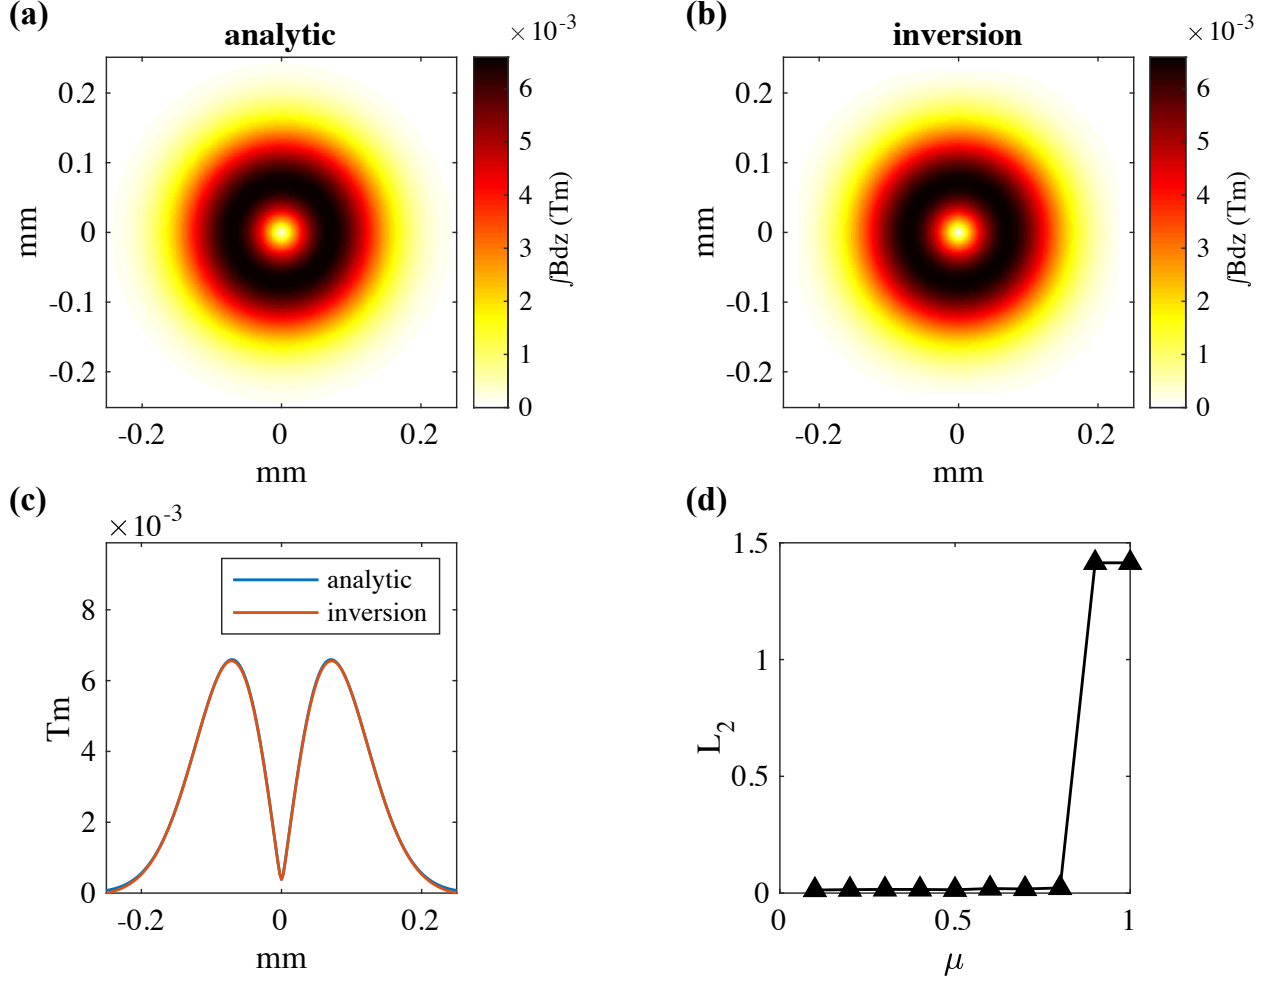 (a)
analytic
×10-3
0.2
0.1
0
-0.1
-0.2
mm
-0.2 0 0.2
mm
6
5
4
3
2
1
0
∫Bdz (Tm)
(b)
inversion
×10-3
0.2
0.1
0
-0.1
-0.2
mm
-0.2 0 0.2
mm
6
5
4
3
2
1
0
∫Bdz (Tm)
(c)
×10-3
analytic
inversion
8
6
4
2
0
Tm
-0.2 0 0.2
mm
(d)
1.5
1
0.5
0
L2
0 0.5 1
μ